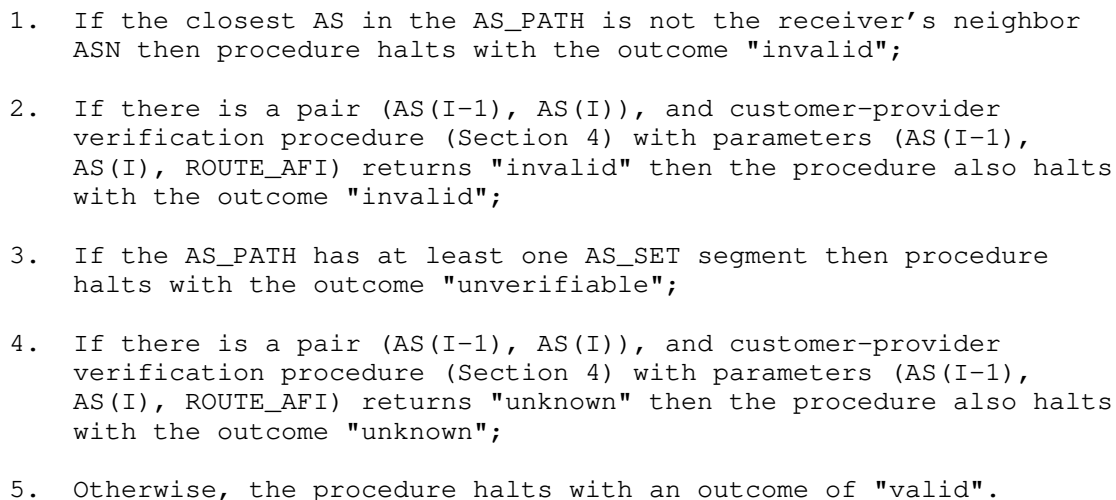 1. If the closest AS in the AS_PATH is not the receiver's neighbor
ASN then procedure halts with the outcome "invalid";
2. If there is a pair (AS(I-1), AS(I)), and customer-provider
verification procedure (Section 4) with parameters (AS(I-1),
AS(I), ROUTE_AFI) returns "invalid" then the procedure also halts
with the outcome "invalid";
3. If the AS_PATH has at least one AS_SET segment then procedure
halts with the outcome "unverifiable";
4. If there is a pair (AS(I-1), AS(I)), and customer-provider
verification procedure (Section 4) with parameters (AS(I-1),
AS(I), ROUTE_AFI) returns "unknown" then the procedure also halts
with the outcome "unknown";
5. Otherwise, the procedure halts with an outcome of "valid".